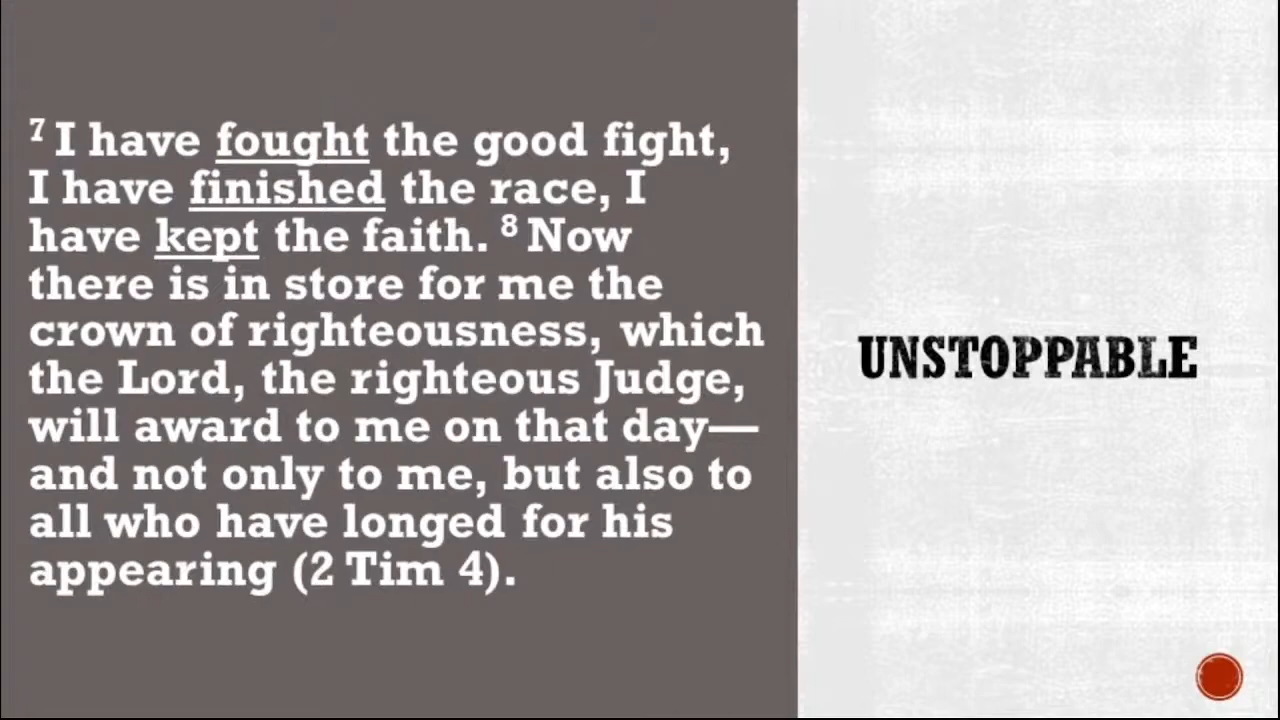 7 I have fought the good fight,
I have finished the race, I
have kept the faith. 8 Now
there is in store for me the
crown of righteousness, which
the Lord, the righteous Judge,
will award to me on that day—
and not only to me, but also to
all who have longed for his
appearing (2 Tim 4).
UNSTOPPABLE